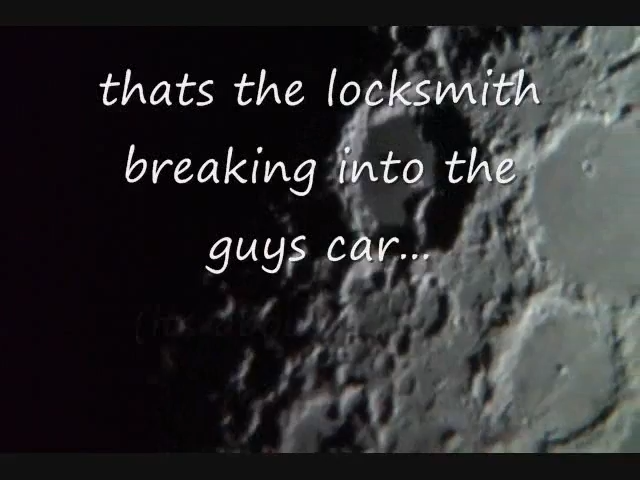 thats the locksmith
breaking into the
guys car...